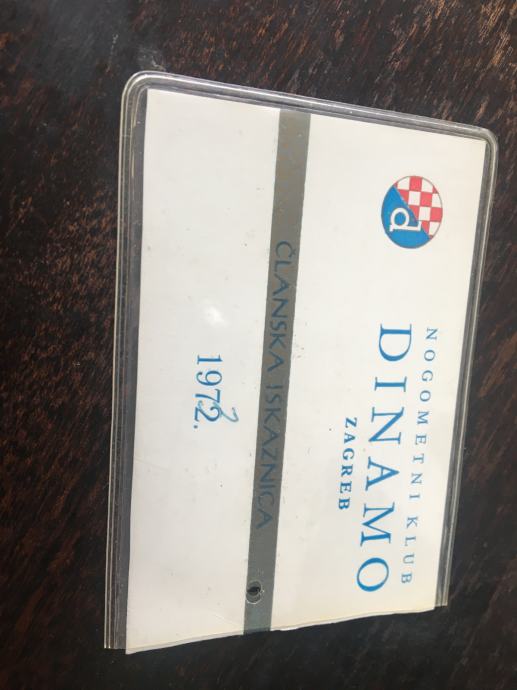 d
NOGOMETNI KLUB
DINAMO
ZAGREB
ČLANSKA ISKAZNICA
1972.